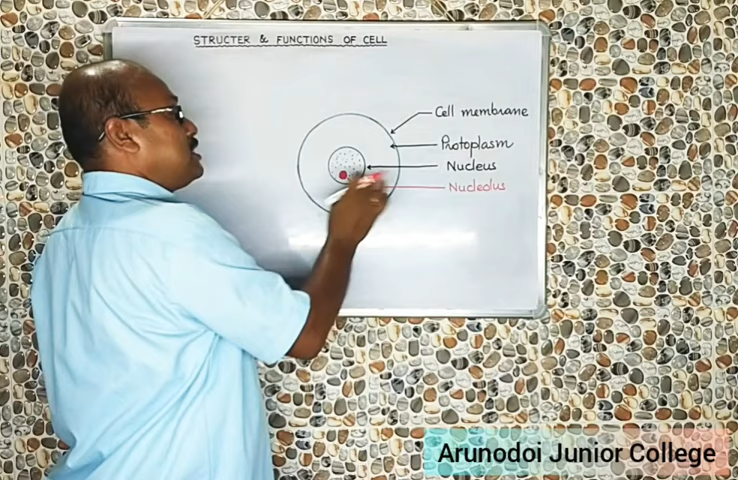 STRUCTER & FUNCTIONS OF CELL
Cell membrane
Protoplasm
Nucleus
Nucleolus
Arunodoi Junior College